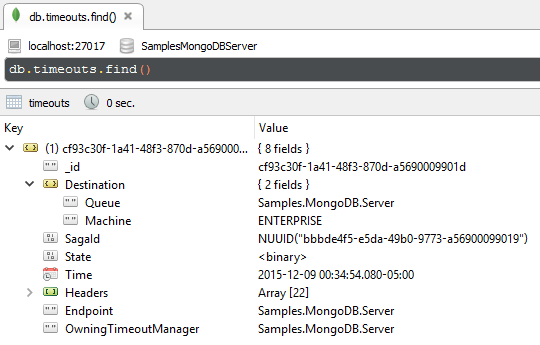 db.timeouts.find()
localhost:27017 SamplesMongoDBServer
db.timeouts.find()
timeouts 0 sec.
Key Value
(1) cf93c30f-1a41-48f3-870d-a569000... { 8 fields }
_id cf93c30f-1a41-48f3-870d-a5690009901d
Destination { 2 fields }
Queue Samples.MongoDB.Server
Machine ENTERPRISE
SagaId NUUID("bbbde4f5-e5da-49b0-9773-a56900099019")
State <binary>
Time 2015-12-09 00:34:54.080-05:00
Headers Array [22]
Endpoint Samples.MongoDB.Server
OwningTimeoutManager Samples.MongoDB.Server